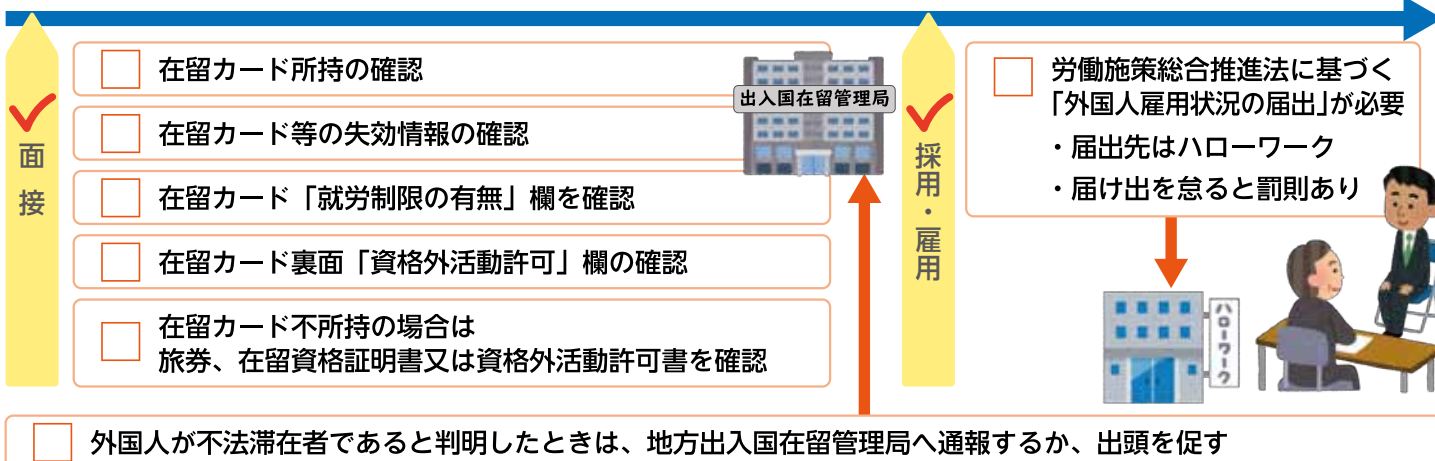 面接
在留カード所持の確認
在留カード等の失効情報の確認
在留カード「就労制限の有無」欄を確認
在留カード裏面「資格外活動許可」欄の確認
在留カード不所持の場合は
旅券、在留資格証明書又は資格外活動許可書を確認
出入国在留管理局
採用・雇用
労働施策総合推進法に基づく
「外国人雇用状況の届出」が必要
・届出先はハローワーク
・届け出を怠ると罰則あり
ハローワーク
外国人が不法滞在者であると判明したときは、地方出入国在留管理局へ通報するか、出頭を促す